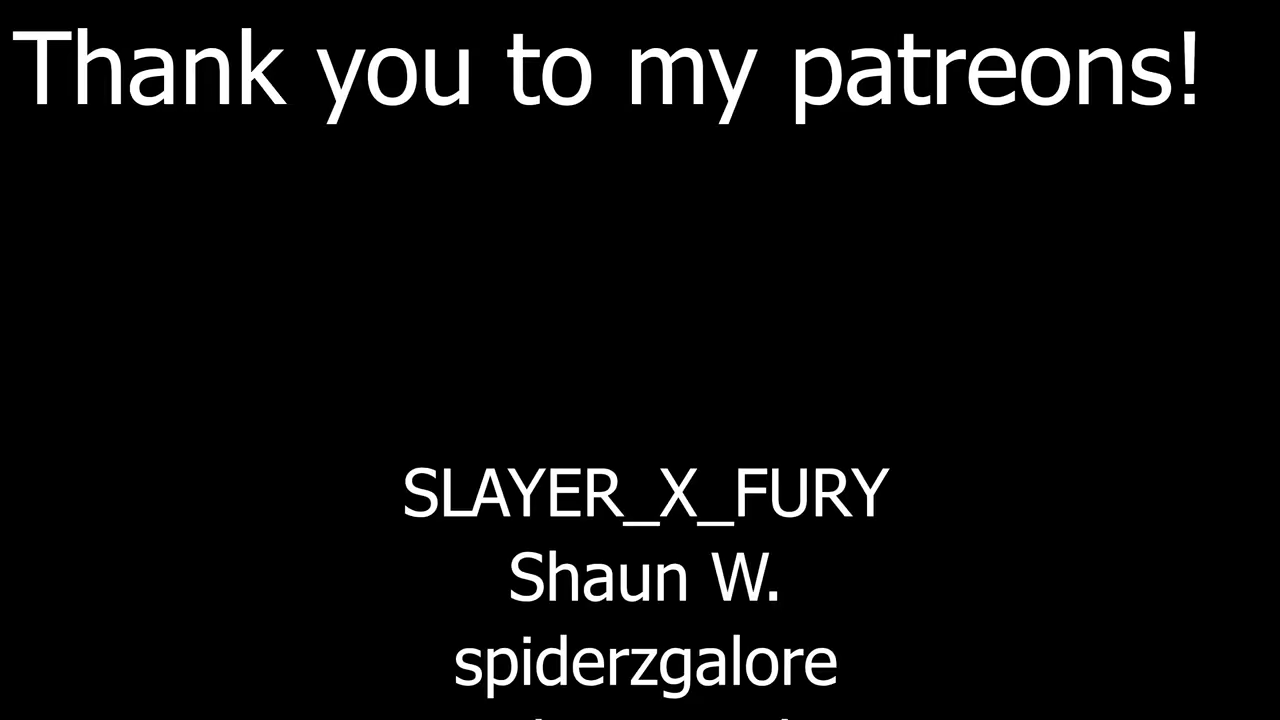 Thank you to my patreons!
SLAYER_X_FURY
Shaun W.
spiderzgalore